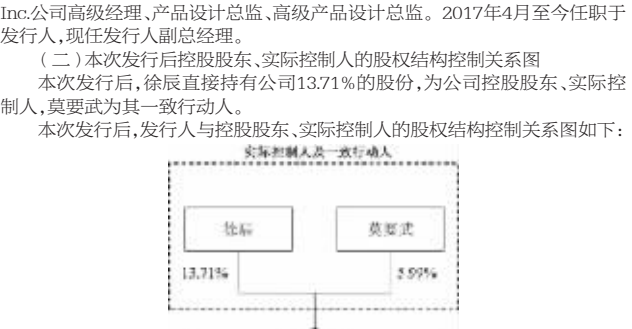 Inc.公司高级经理、产品设计总监、高级产品设计总监。2017年4月至今任职于
发行人,现任发行人副总经理。
(二)本次发行后控股股东、实际控制人的股权结构控制关系图
本次发行后,徐辰直接持有公司13.71%的股份,为公司控股股东、实际控
制人,莫要武为其一致行动人。
本次发行后,发行人与控股股东、实际控制人的股权结构控制关系图如下:
实际控制人及一致行动人
徐辰 莫要武
13.71%